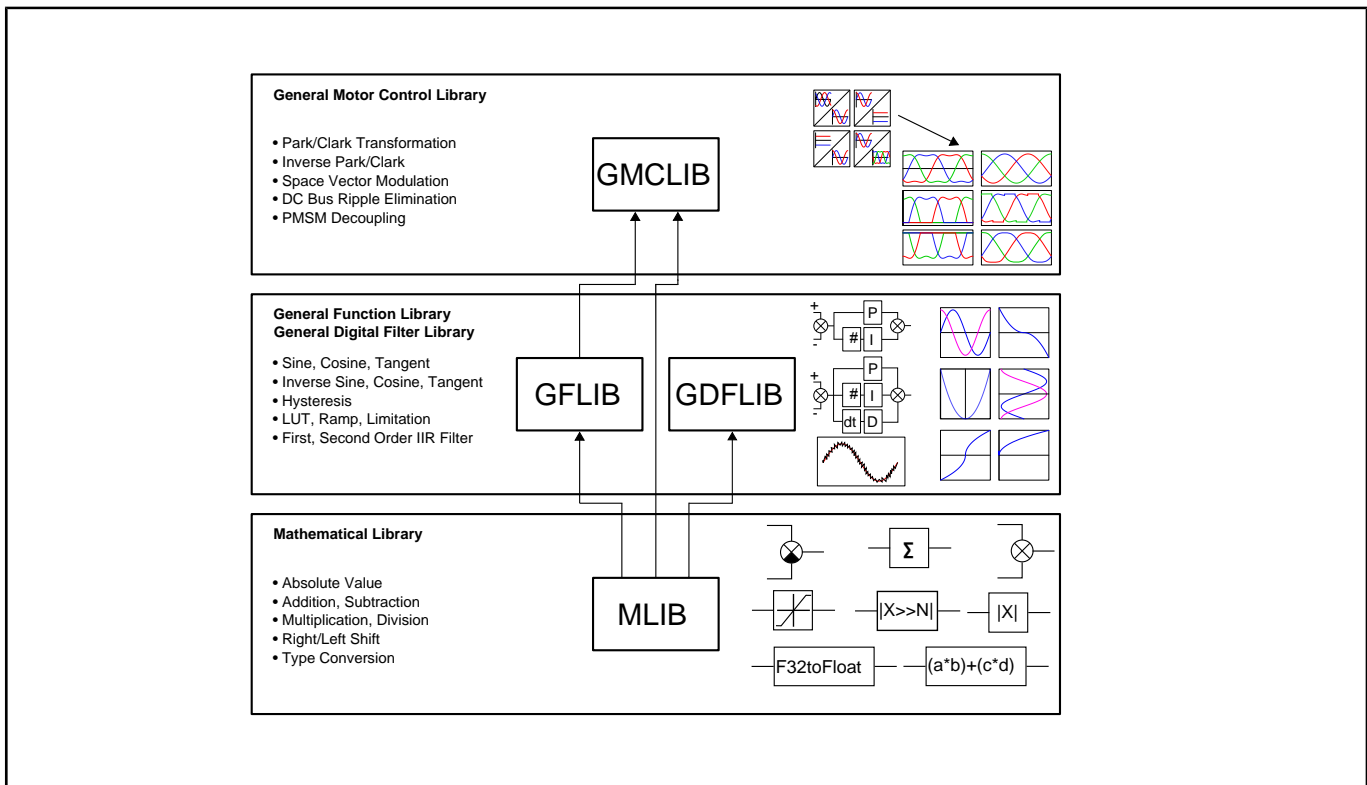 General Motor Control Library
• Park/Clark Transformation
• Inverse Park/Clark
• Space Vector Modulation
• DC Bus Ripple Elimination
• PMSM Decoupling
GMCLIB
General Function Library
General Digital Filter Library
• Sine, Cosine, Tangent
• Inverse Sine, Cosine, Tangent
• Hysteresis
• LUT, Ramp, Limitation
• First, Second Order IIR Filter
GFLIB
GDFLIB
+
-
P
# I
+
-
P
# I
dt D
Mathematical Library
• Absolute Value
• Addition, Subtraction
• Multiplication, Division
• Right/Left Shift
• Type Conversion
MLIB
Σ
|X>>N|
|X|
F32toFloat
(a*b)+(c*d)